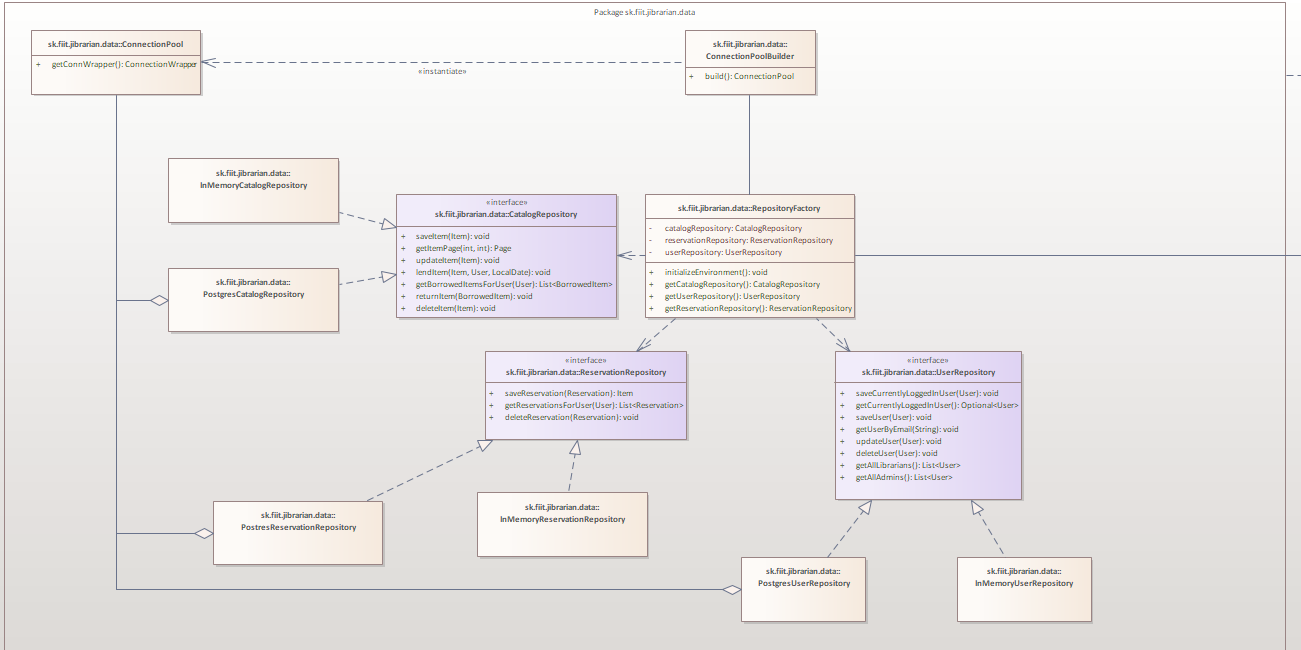 Package sk.fiit.jibrarian.data
sk.fiit.jibrarian.data::ConnectionPool
+ getConnWrapper(): ConnectionWrapper
«instantiate»
sk.fiit.jibrarian.data::
ConnectionPoolBuilder
+ build(): ConnectionPool
sk.fiit.jibrarian.data::
InMemoryCatalogRepository
sk.fiit.jibrarian.data::
PostgresCatalogRepository
«interface»
sk.fiit.jibrarian.data::CatalogRepository
+ saveItem(Item): void
+ getItemPage(int, int): Page
+ updateItem(Item): void
+ lendItem(Item, User, LocalDate): void
+ getBorrowedItemsForUser(User): List<BorrowedItem>
+ returnItem(BorrowedItem): void
+ deleteItem(Item): void
sk.fiit.jibrarian.data::RepositoryFactory
- catalogRepository: CatalogRepository
- reservationRepository: ReservationRepository
- userRepository: UserRepository
+ initializeEnvironment(): void
+ getCatalogRepository(): CatalogRepository
+ getUserRepository(): UserRepository
+ getReservationRepository(): ReservationRepository
«interface»
sk.fiit.jibrarian.data::ReservationRepository
+ saveReservation(Reservation): Item
+ getReservationsForUser(User): List<Reservation>
+ deleteReservation(Reservation): void
«interface»
sk.fiit.jibrarian.data::UserRepository
+ saveCurrentlyLoggedInUser(User): void
+ getCurrentlyLoggedInUser(): Optional<User>
+ saveUser(User): void
+ getUserByEmail(String): void
+ updateUser(User): void
+ deleteUser(User): void
+ getAllLibrarians(): List<User>
+ getAllAdmins(): List<User>
sk.fiit.jibrarian.data::
PostresReservationRepository
sk.fiit.jibrarian.data::
InMemoryReservationRepository
sk.fiit.jibrarian.data::
PostgresUserRepository
sk.fiit.jibrarian.data::
InMemoryUserRepository